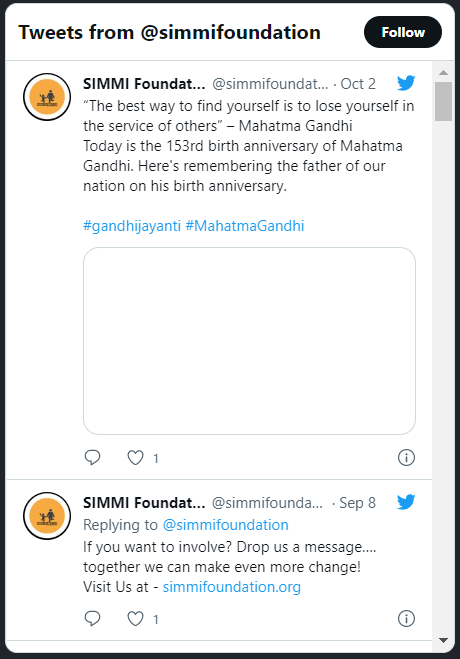 Tweets from @simmifoundation
Follow
SIMMI Foundat... @simmifoundat... · Oct 2
“The best way to find yourself is to lose yourself in
the service of others” – Mahatma Gandhi
Today is the 153rd birth anniversary of Mahatma
Gandhi. Here's remembering the father of our
nation on his birth anniversary.
#gandhijayanti #MahatmaGandhi
1
SIMMI Foundat... @simmifounda... · Sep 8
Replying to @simmifoundation
If you want to involve? Drop us a message....
together we can make even more change!
Visit Us at - simmifoundation.org
1